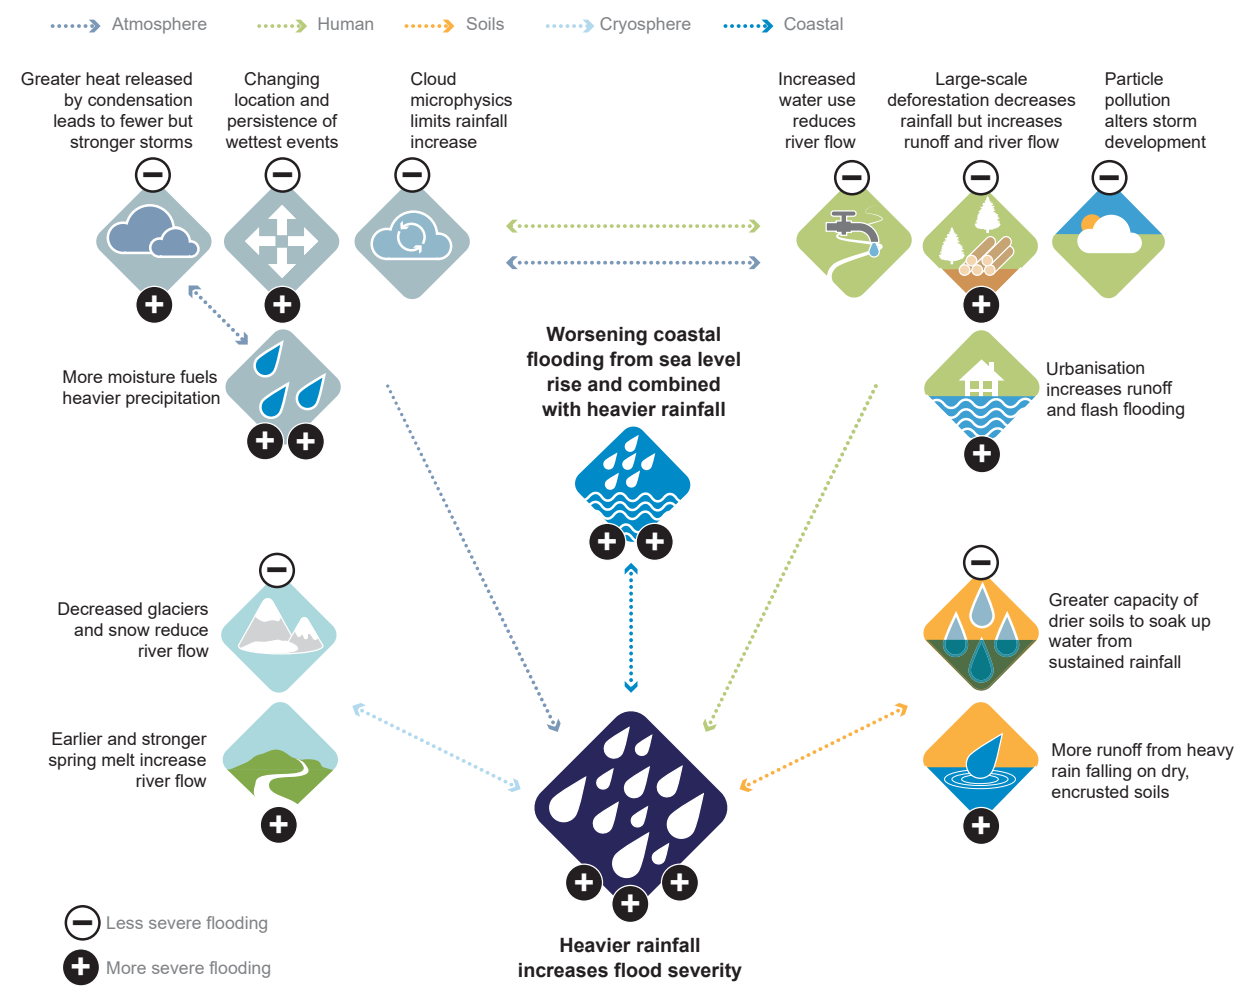 Atmosphere
Human
Soils
Cryosphere
Coastal
Greater heat released
by condensation
leads to fewer but
stronger storms
Changing
location and
persistence of
wettest events
Cloud
microphysics
limits rainfall
increase
Increased
water use
reduces
river flow
Large-scale
deforestation decreases
rainfall but increases
runoff and river flow
Particle
pollution
alters storm
development
Worsening coastal
flooding from sea level
rise and combined
with heavier rainfall
More moisture fuels
heavier precipitation
Urbanisation
increases runoff
and flash flooding
Decreased glaciers
and snow reduce
river flow
Greater capacity of
drier soils to soak up
water from
sustained rainfall
Earlier and stronger
spring melt increase
river flow
More runoff from heavy
rain falling on dry,
encrusted soils
Less severe flooding
More severe flooding
Heavier rainfall
increases flood severity